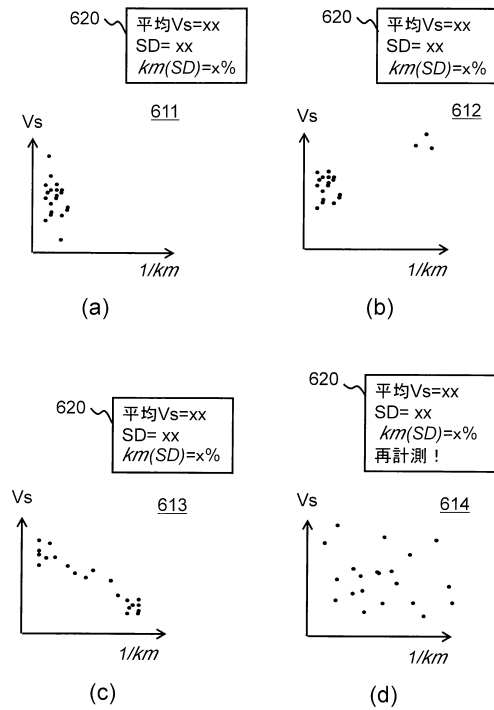 620
平均Vs=xx
SD= xx
km(SD)=x%
611
Vs
1/km
(a)
620
平均Vs=xx
SD= xx
km(SD)=x%
612
Vs
1/km
(b)
620
平均Vs=xx
SD= xx
km(SD)=x%
613
Vs
1/km
(c)
620
平均Vs=xx
SD= xx
km(SD)=x%
再計測！
614
Vs
1/km
(d)